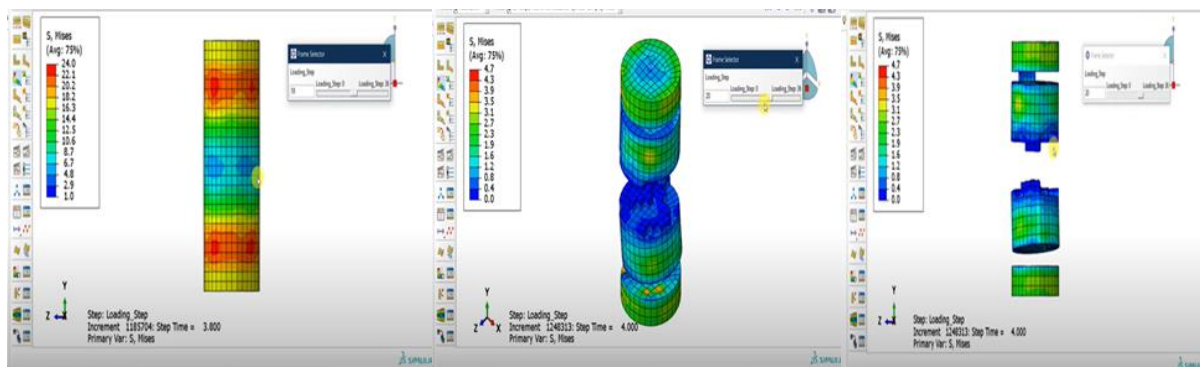 S, Mises
(Avg: 75%)
24.0
22.1
20.2
18.2
16.3
14.4
12.5
10.6
8.7
6.7
4.8
2.9
1.0
Frame Selector
Loading_Step
Loading_Step: 0
Y
Z
Step: Loading_Step
Increment 1185704: Step Time = 3.800
Primary Var: S, Mises
S, Mises
(Avg: 75%)
4.7
4.3
3.9
3.5
3.1
2.7
2.3
1.9
1.6
1.2
0.8
0.4
0.0
Frame Selector
Loading_Step
20 Loading_Step: 0
Y
Z X
Step: Loading_Step
Increment 1248313: Step Time = 4.000
Primary Var: S, Mises
S, Mises
(Avg: 75%)
4.7
4.3
3.9
3.5
3.1
2.7
2.3
1.9
1.6
1.2
0.8
0.4
0.0
Frame Selector
Loading_Step
20 Loading_Step: 0
Y
Z
Step: Loading_Step
Increment 1248313: Step Time = 4.000
Primary Var: S, Mises